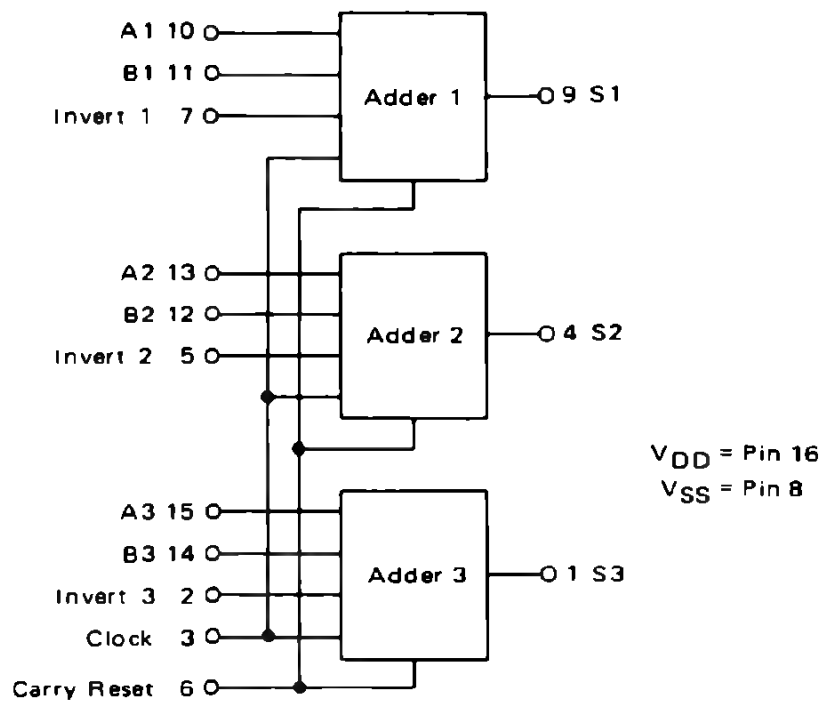 A1 10
B1 11
Invert 1 7
Adder 1
9 S1
A2 13
B2 12
Invert 2 5
Adder 2
4 S2
VDD = Pin 16
VSS = Pin 8
A3 15
B3 14
Invert 3 2
Clock 3
Adder 3
1 S3
Carry Reset 6